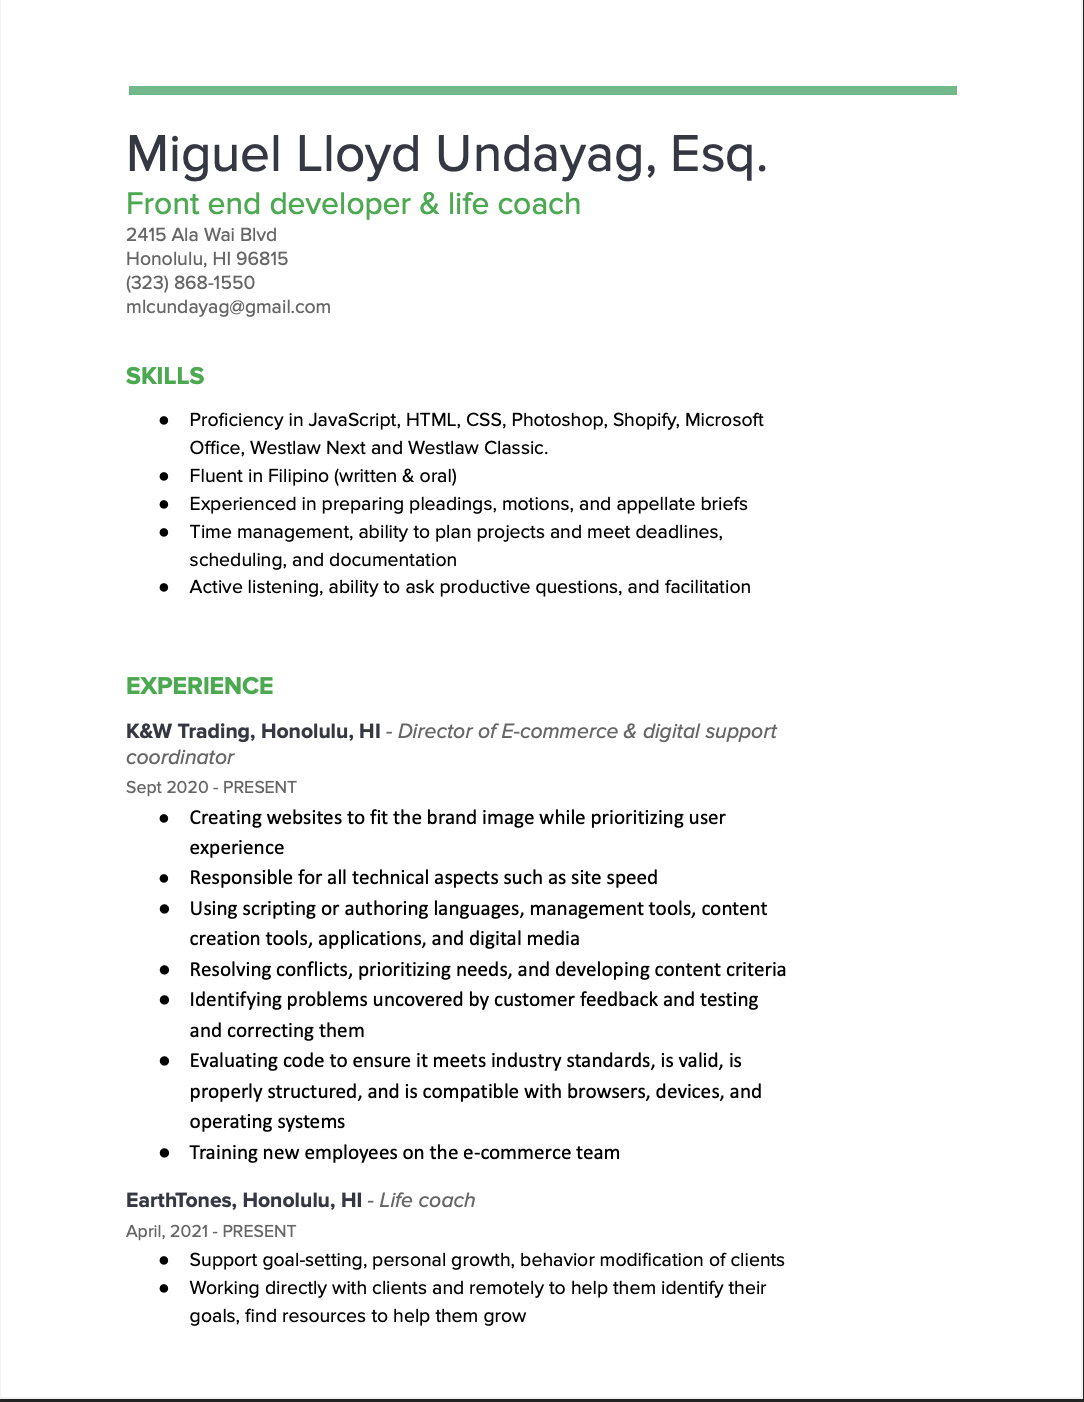 Miguel Lloyd Undayag, Esq.
Front end developer & life coach
2415 Ala Wai Blvd
Honolulu, HI 96815
(323) 868-1550
mlcundayag@gmail.com
SKILLS
● Proficiency in JavaScript, HTML, CSS, Photoshop, Shopify, Microsoft
Office, Westlaw Next and Westlaw Classic.
● Fluent in Filipino (written & oral)
● Experienced in preparing pleadings, motions, and appellate briefs
● Time management, ability to plan projects and meet deadlines,
scheduling, and documentation
● Active listening, ability to ask productive questions, and facilitation
EXPERIENCE
K&W Trading, Honolulu, HI - Director of E-commerce & digital support
coordinator
Sept 2020 - PRESENT
● Creating websites to fit the brand image while prioritizing user
experience
● Responsible for all technical aspects such as site speed
● Using scripting or authoring languages, management tools, content
creation tools, applications, and digital media
● Resolving conflicts, prioritizing needs, and developing content criteria
● Identifying problems uncovered by customer feedback and testing
and correcting them
● Evaluating code to ensure it meets industry standards, is valid, is
properly structured, and is compatible with browsers, devices, and
operating systems
● Training new employees on the e-commerce team
EarthTones, Honolulu, HI - Life coach
April, 2021 - PRESENT
● Support goal-setting, personal growth, behavior modification of clients
● Working directly with clients and remotely to help them identify their
goals, find resources to help them grow